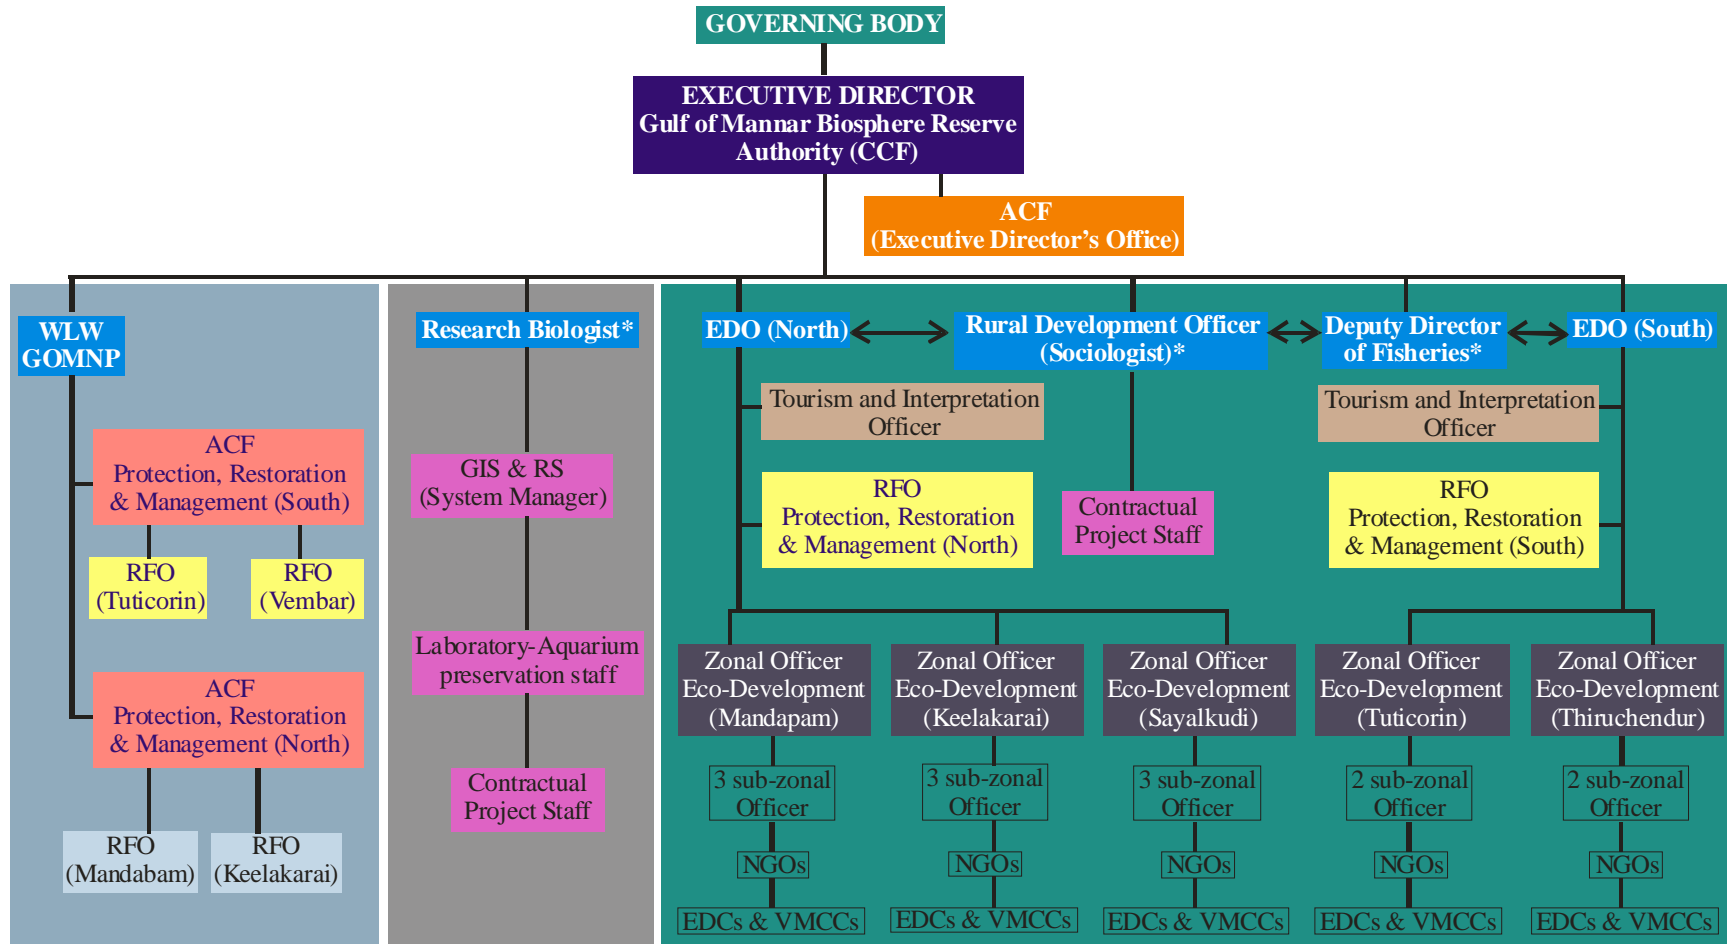 GOVERNING BODY
EXECUTIVE DIRECTOR
Gulf of Mannar Biosphere Reserve
Authority (CCF)
ACF
(Executive Director's Office)
WLW
GOMNP
ACF
Protection, Restoration
& Management (South)
RFO
(Tuticorin)
RFO
(Vembar)
ACF
Protection, Restoration
& Management (North)
RFO
(Mandabam)
RFO
(Keelakarai)
Research Biologist*
GIS & RS
(System Manager)
Laboratory-Aquarium
preservation staff
Contractual
Project Staff
EDO (North)
Rural Development Officer
(Sociologist)*
Deputy Director
of Fisheries*
EDO (South)
Tourism and Interpretation
Officer
Tourism and Interpretation
Officer
RFO
Protection, Restoration
& Management (North)
Contractual
Project Staff
RFO
Protection, Restoration
& Management (South)
Zonal Officer
Eco-Development
(Mandapam)
Zonal Officer
Eco-Development
(Keelakarai)
Zonal Officer
Eco-Development
(Sayalkudi)
Zonal Officer
Eco-Development
(Tuticorin)
Zonal Officer
Eco-Development
(Thiruchendur)
3 sub-zonal
Officer
3 sub-zonal
Officer
3 sub-zonal
Officer
2 sub-zonal
Officer
2 sub-zonal
Officer
NGOs
NGOs
NGOs
NGOs
NGOs
EDCs & VMCCs
EDCs & VMCCs
EDCs & VMCCs
EDCs & VMCCs
EDCs & VMCCs